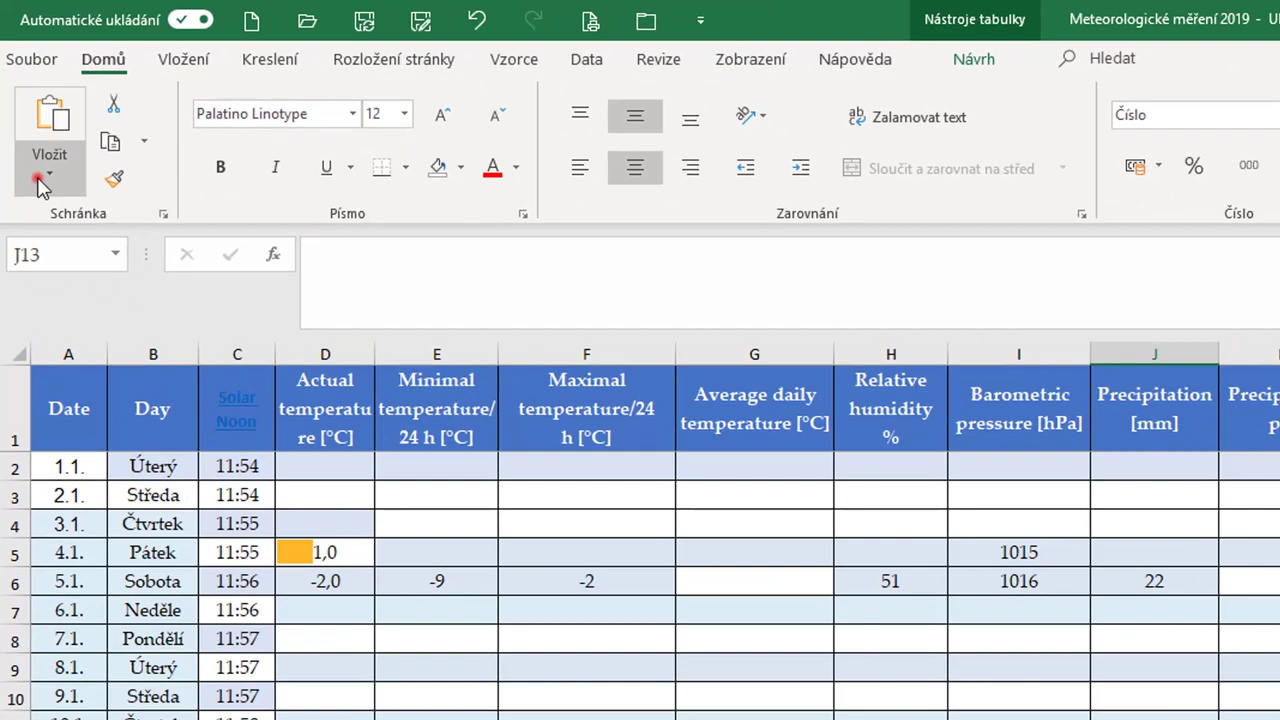 Automatické ukládání
Nástroje tabulky
Meteorologické měření 2019 -
Soubor Domů Vložení Kreslení Rozložení stránky Vzorce Data Revize Zobrazení Nápověda Návrh Hledat
Vložit
Palatino Linotype 12
Zalamovat text
Číslo
B I U A
Sloučit a zarovnat na střed
% 000
Schránka Písmo Zarovnání Číslo
J13 fx
A B C D E F G H I J
1
Date
Day
Solar
Noon
Actual
temperatu
re [°C]
Minimal
temperature/
24 h [°C]
Maximal
temperature/24
h [°C]
Average daily
temperature [°C]
Relative
humidity
%
Barometric
pressure [hPa]
Precipitation
[mm]
2 1.1. Úterý 11:54
3 2.1. Středa 11:54
4 3.1. Čtvrtek 11:55
5 4.1. Pátek 11:55 1,0 1015
6 5.1. Sobota 11:56 -2,0 -9 -2 51 1016 22
7 6.1. Neděle 11:56
8 7.1. Pondělí 11:57
9 8.1. Úterý 11:57
10 9.1. Středa 11:57